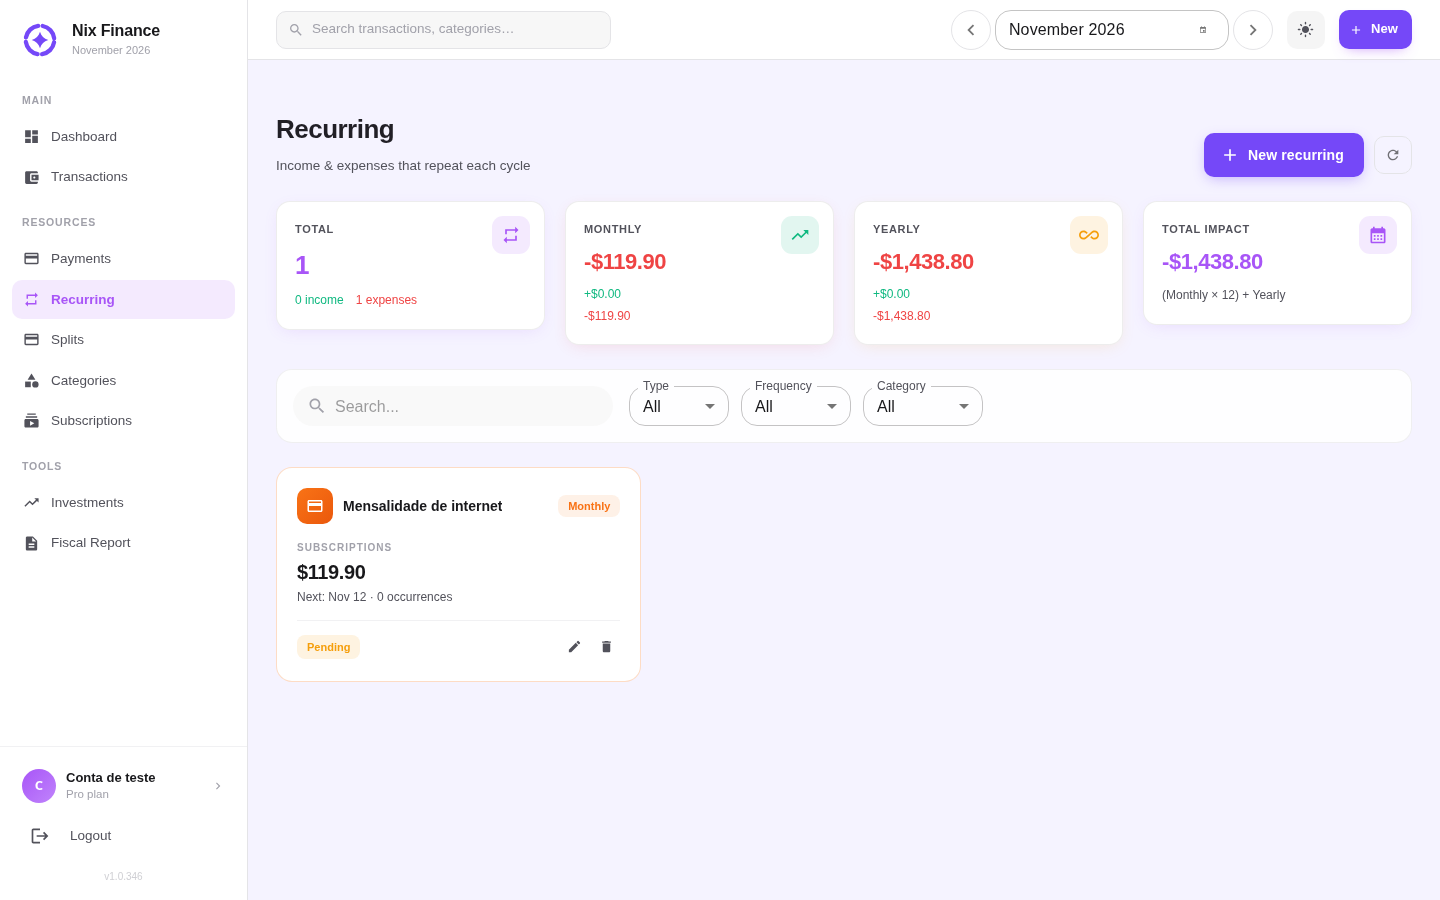 Nix Finance
November 2026
MAIN
Dashboard
Transactions
RESOURCES
Payments
Recurring
Splits
Categories
Subscriptions
TOOLS
Investments
Fiscal Report
C
Conta de teste
Pro plan
Logout
v1.0.346
Search transactions, categories…
November 2026
New
Recurring
Income & expenses that repeat each cycle
New recurring
TOTAL
1
0 income 1 expenses
MONTHLY
-$119.90
+$0.00
-$119.90
YEARLY
-$1,438.80
+$0.00
-$1,438.80
TOTAL IMPACT
-$1,438.80
(Monthly × 12) + Yearly
Search...
Type
All
Frequency
All
Category
All
Mensalidade de internet
Monthly
SUBSCRIPTIONS
$119.90
Next: Nov 12 · 0 occurrences
Pending